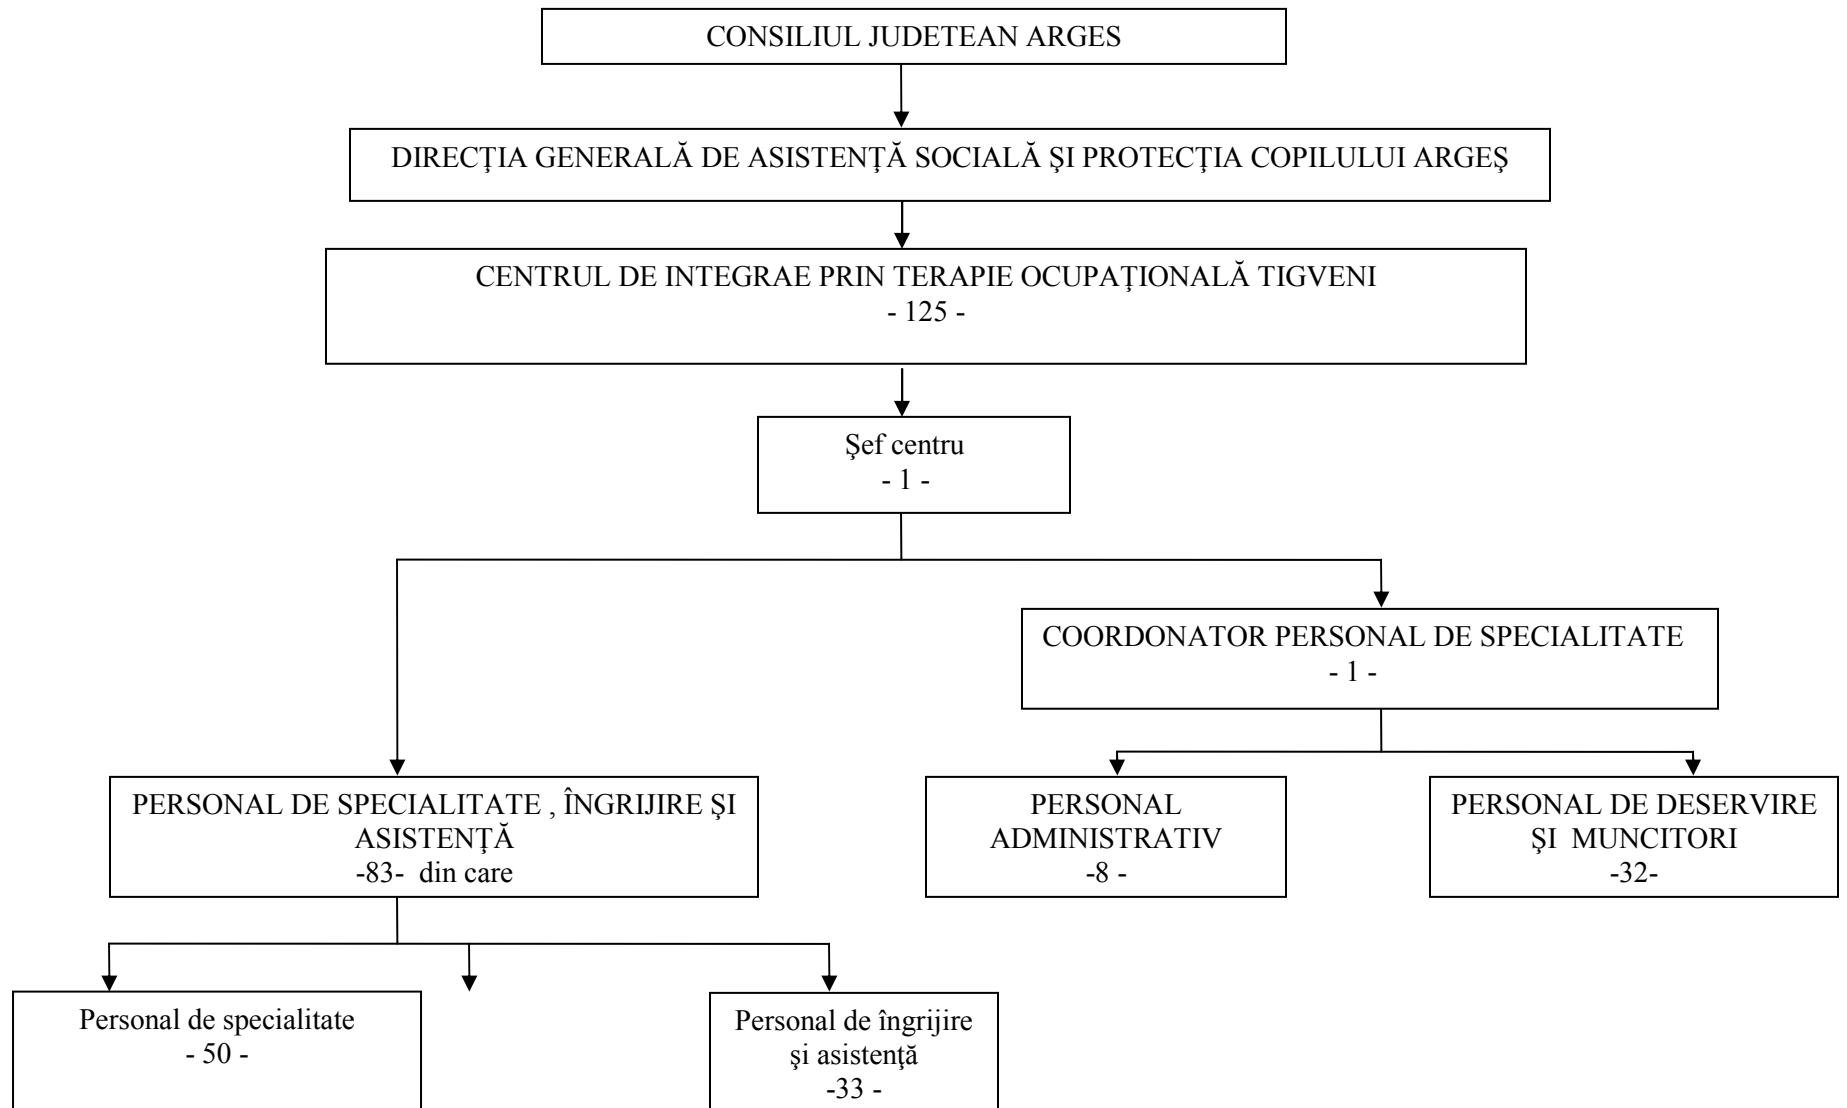 CONSILIUL JUDETEAN ARGES
DIRECŢIA GENERALĂ DE ASISTENŢĂ SOCIALĂ ŞI PROTECŢIA COPILULUI ARGEŞ
CENTRUL DE INTEGRAE PRIN TERAPIE OCUPAŢIONALĂ TIGVENI
- 125 -
Şef centru
- 1 -
COORDONATOR PERSONAL DE SPECIALITATE
- 1 -
PERSONAL DE SPECIALITATE , ÎNGRIJIRE ŞI
ASISTENŢĂ
-83- din care
PERSONAL
ADMINISTRATIV
-8 -
PERSONAL DE DESERVIRE
ŞI MUNCITORI
-32-
Personal de specialitate
- 50 -
Personal de îngrijire
şi asistenţă
-33 -